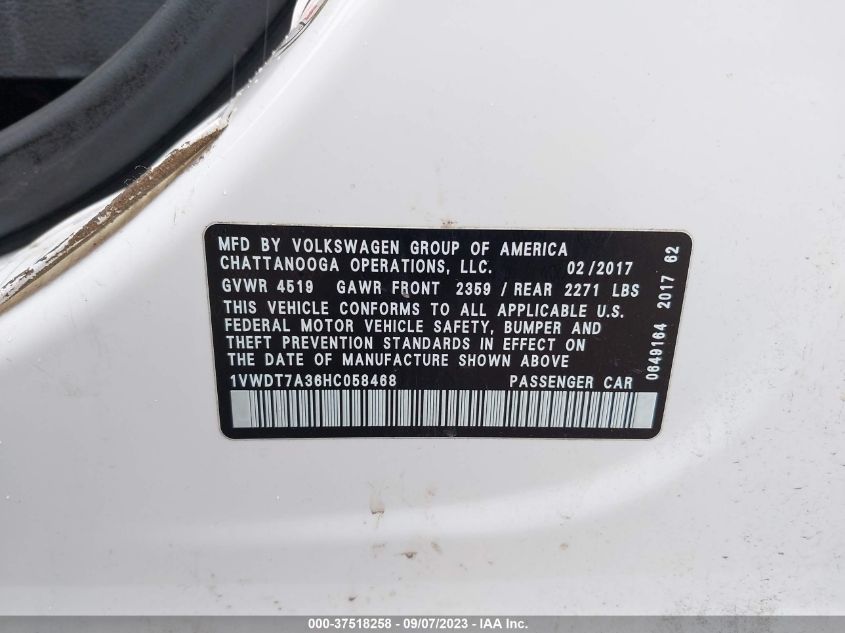 MFD BY VOLKSWAGEN GROUP OF AMERICA
CHATTANOOGA OPERATIONS, LLC. 02/2017
GVWR 4519 GAWR FRONT 2359 / REAR 2271 LBS
THIS VEHICLE CONFORMS TO ALL APPLICABLE U.S.
FEDERAL MOTOR VEHICLE SAFETY, BUMPER AND
THEFT PREVENTION STANDARDS IN EFFECT ON
THE DATE OF MANUFACTURE SHOWN ABOVE
1VWDT7A36HC058468 PASSENGER CAR
0649164 2017 62
000-37518258 - 09/07/2023 - IAA Inc.